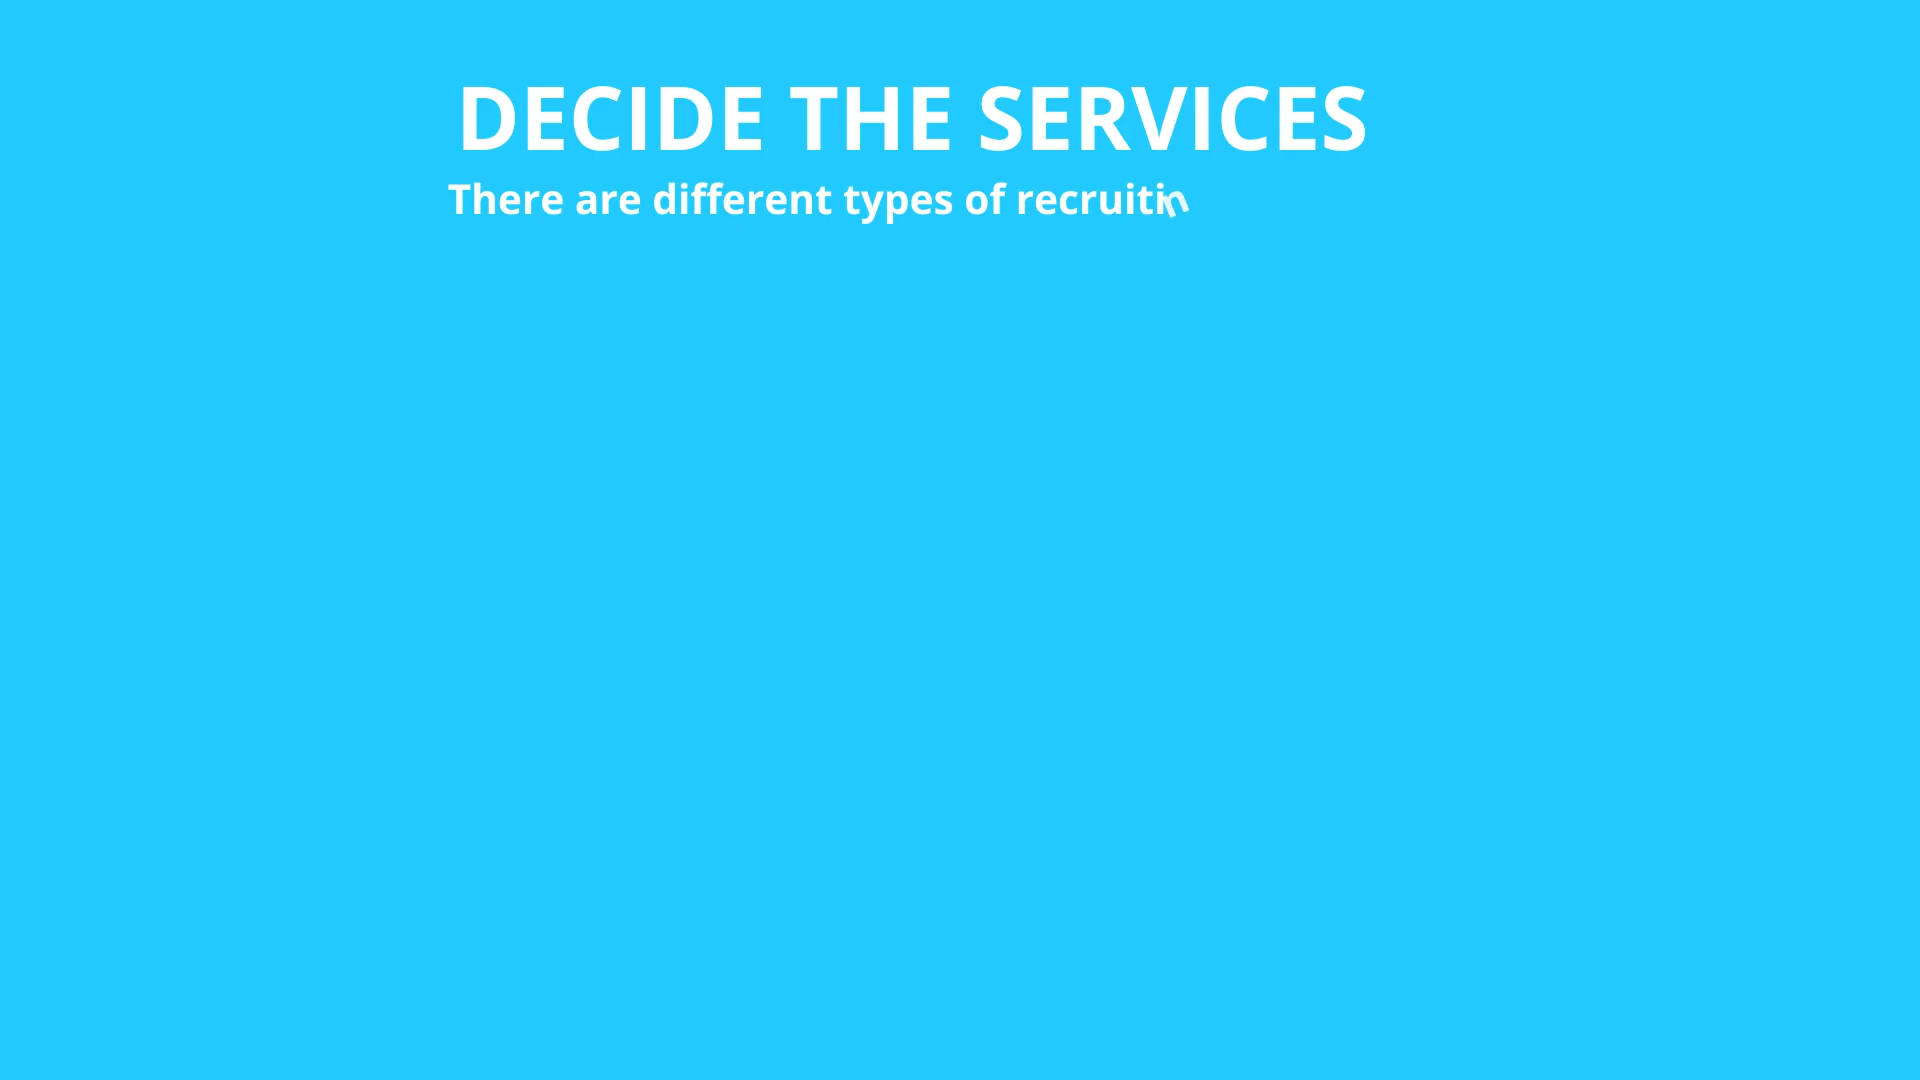 DECIDE THE SERVICES
There are different types of recruitin